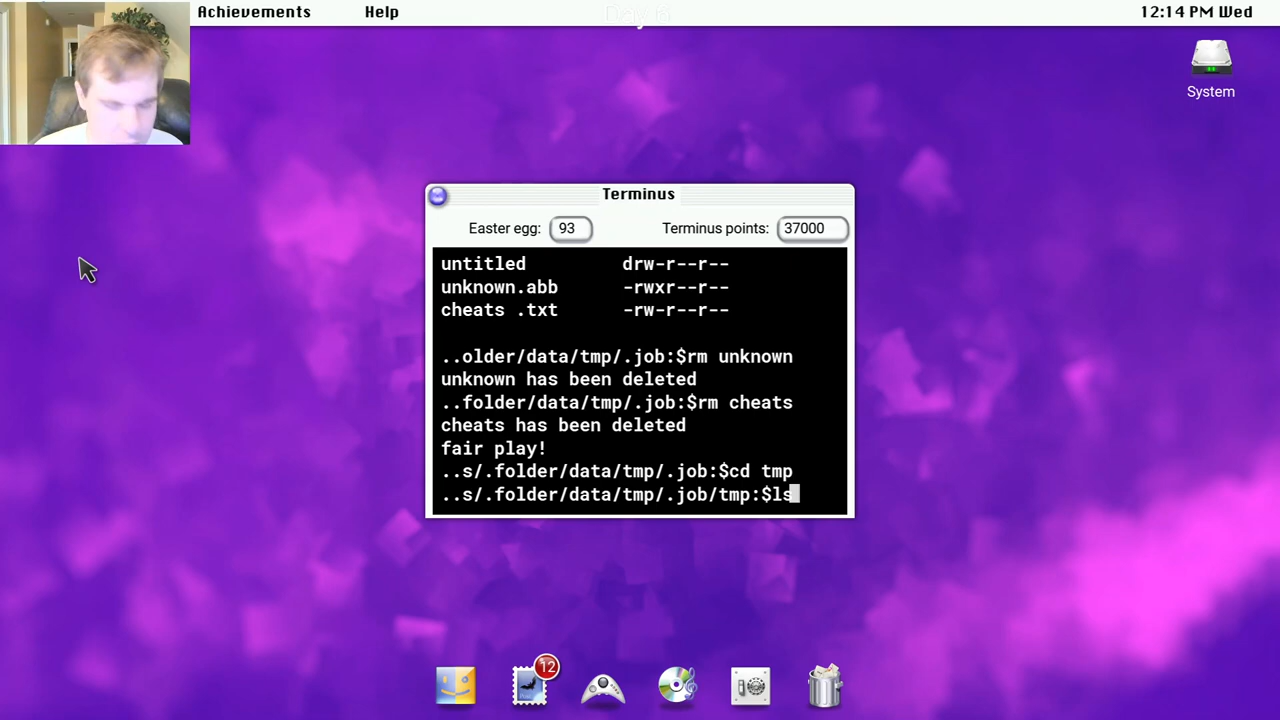 Achievements Help Day 6 12:14 PM Wed
System
Terminus
Easter egg: 93 Terminus points: 37000
untitled drw-r--r--
unknown.abb -rwxr--r--
cheats .txt -rw-r--r--
..older/data/tmp/.job:$rm unknown
unknown has been deleted
..folder/data/tmp/.job:$rm cheats
cheats has been deleted
fair play!
..s/.folder/data/tmp/.job:$cd tmp
..s/.folder/data/tmp/.job/tmp:$ls
12